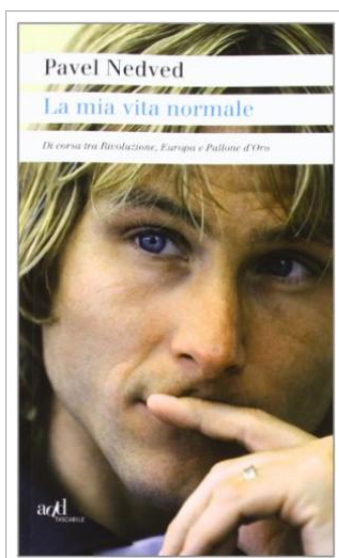 Pavel Nedved
La mia vita normale
Di corsa tra Rivoluzione, Europa e Pallone d'Oro
add
TASCABILE